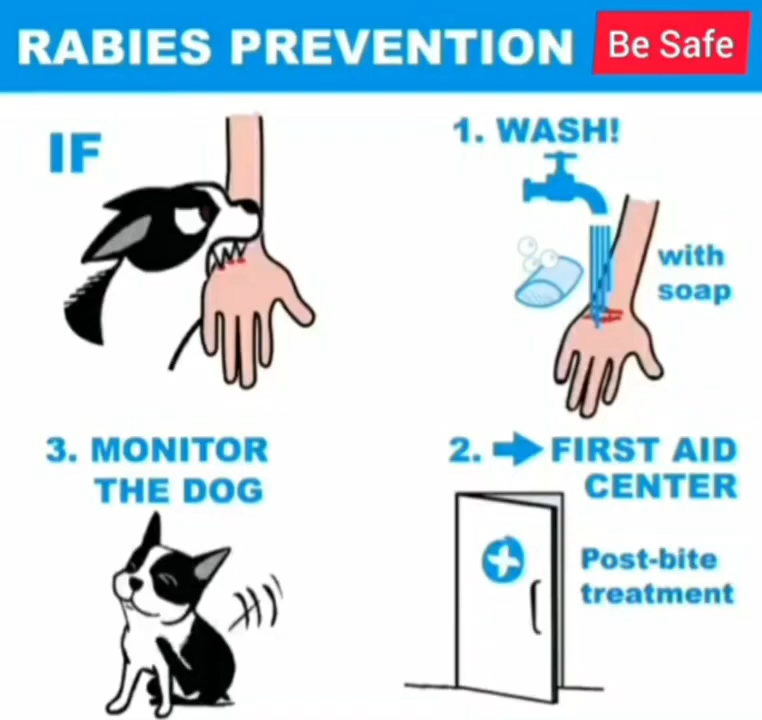 RABIES PREVENTION Be Safe
IF
1. WASH!
with
soap
3. MONITOR
THE DOG
2. FIRST AID
CENTER
Post-bite
treatment